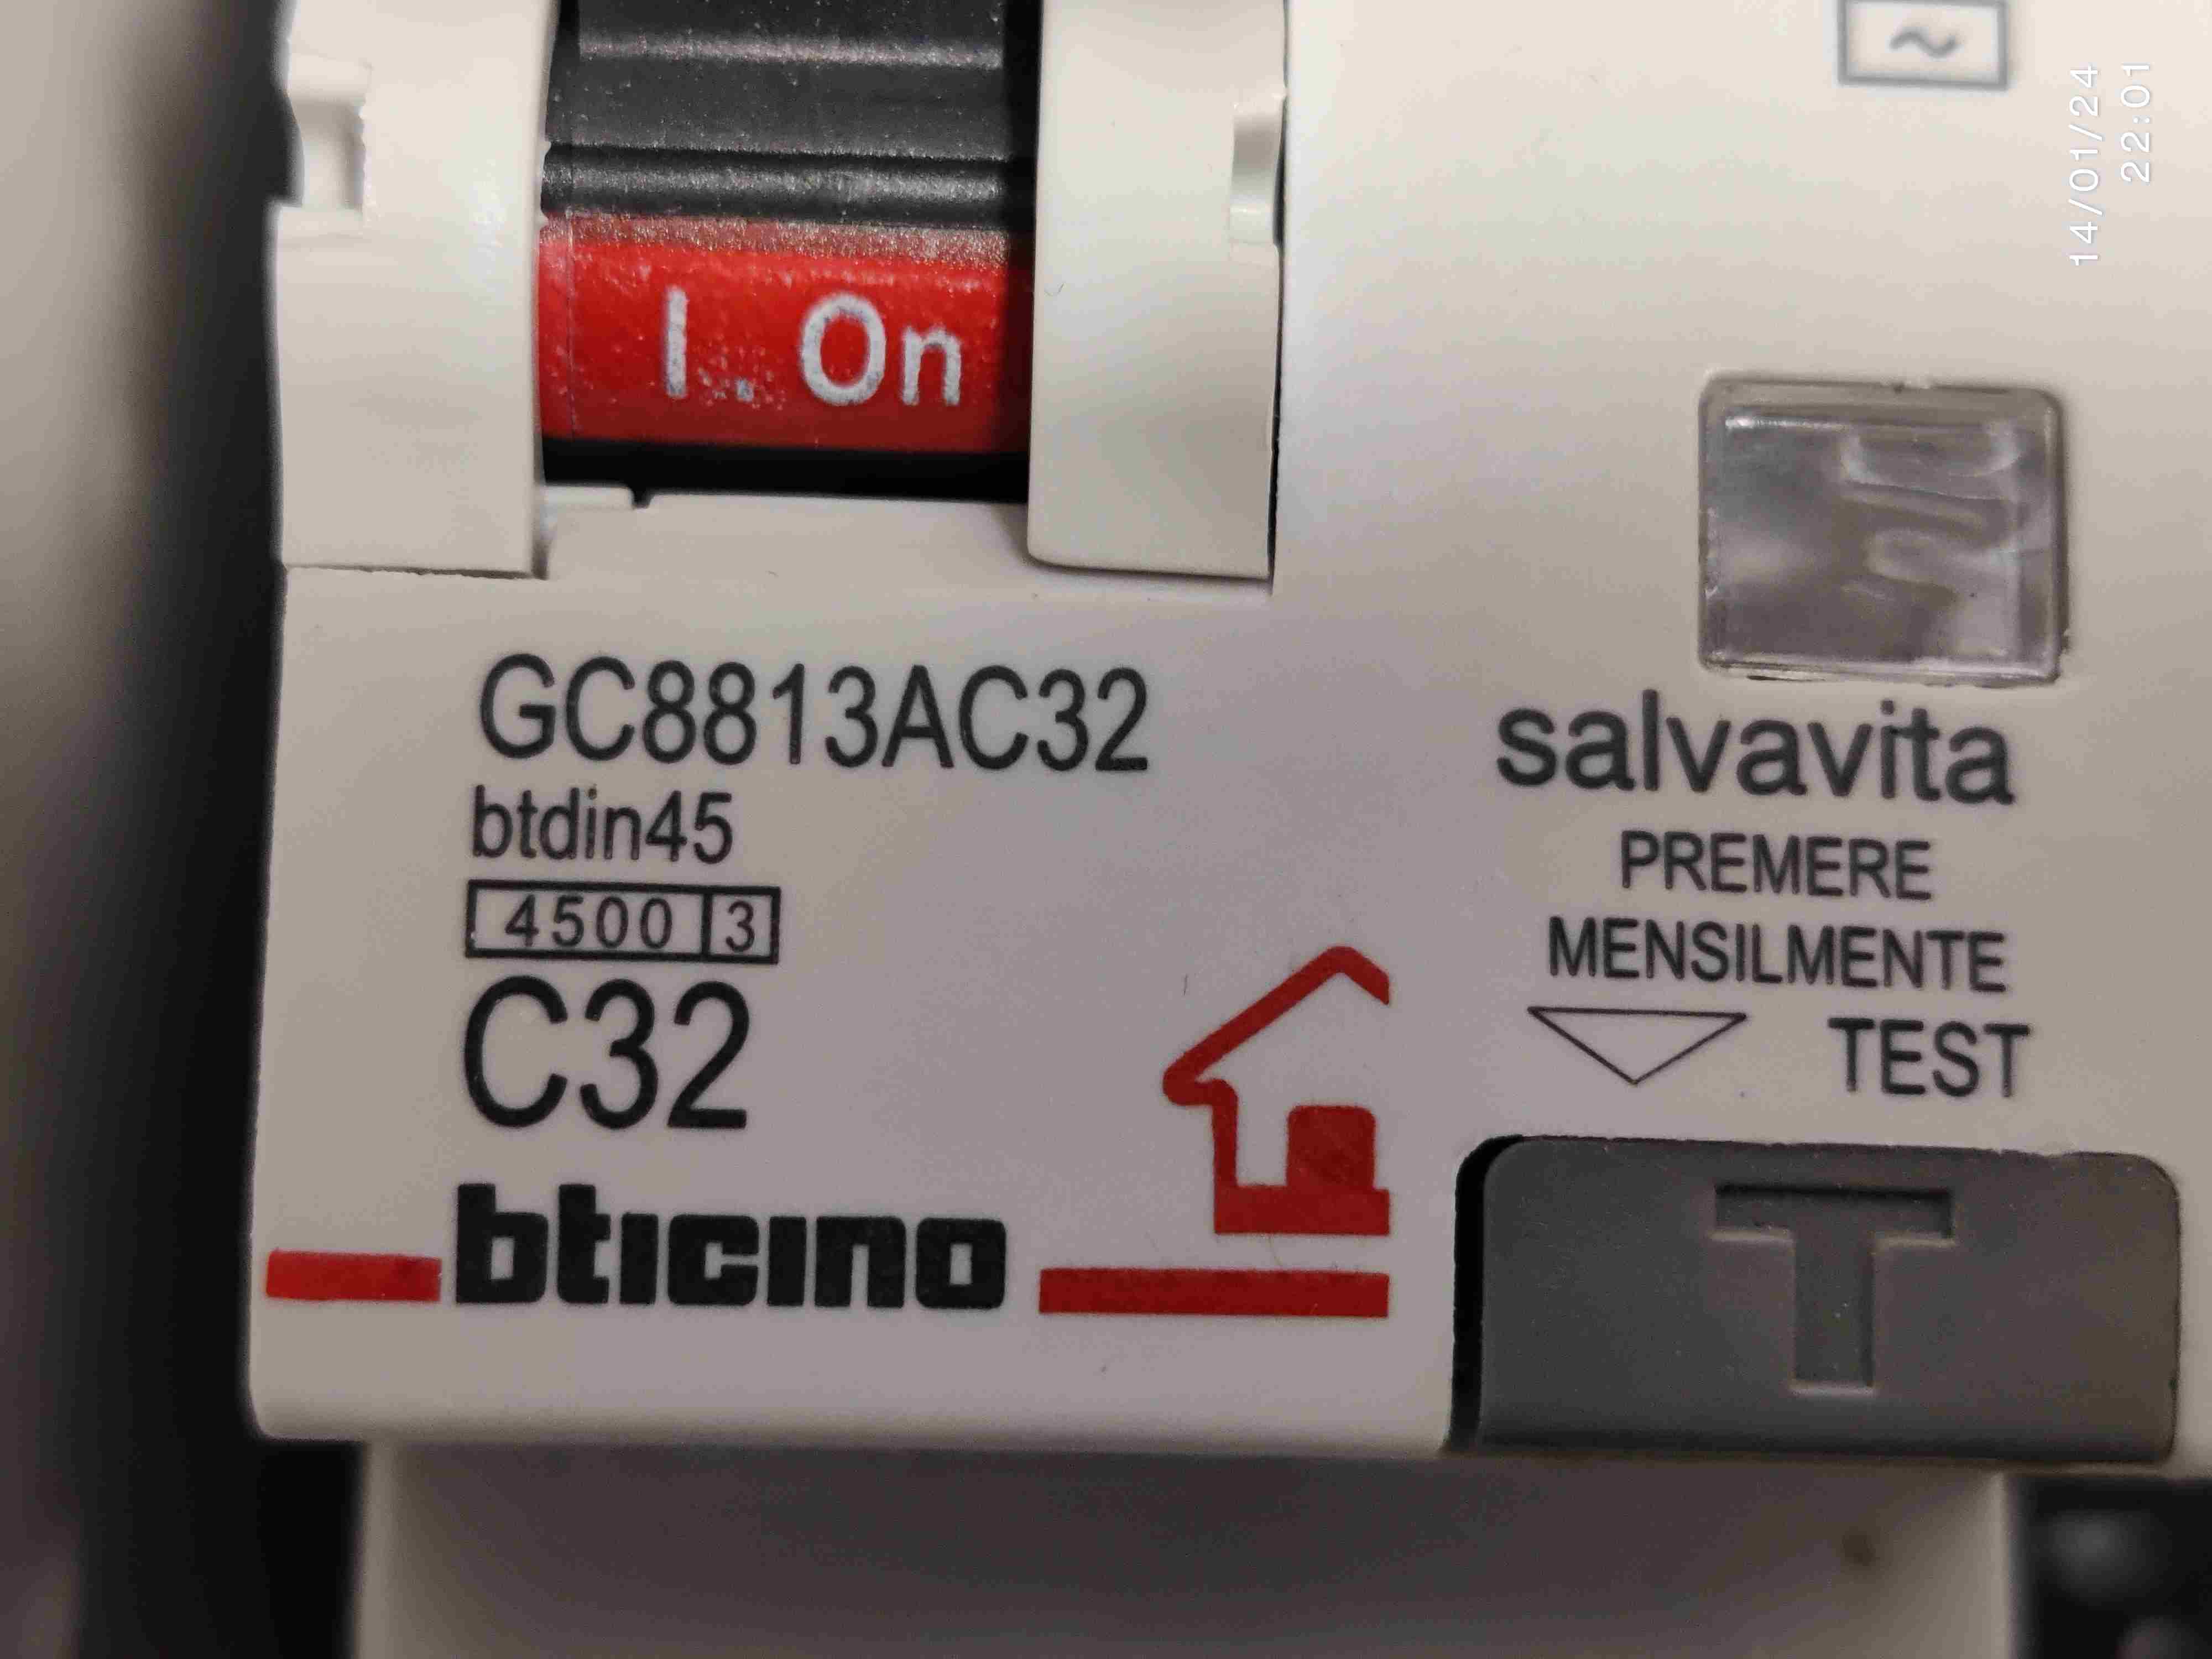 ~
14/01/24
22:01
I . On
GC8813AC32
btdin45
4500 3
C32
bticino
salvavita
PREMERE
MENSILMENTE
TEST
T